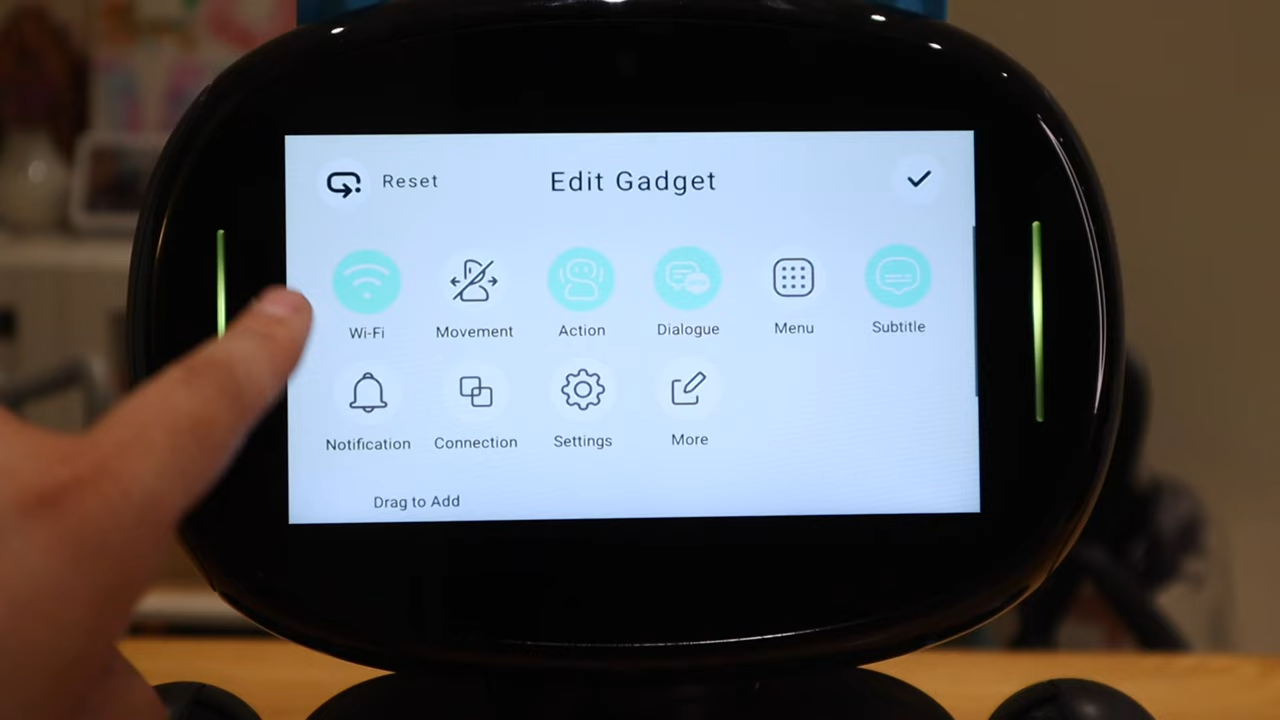 Reset
Edit Gadget
Wi-Fi
Movement
Action
Dialogue
Menu
Subtitle
Notification
Connection
Settings
More
Drag to Add